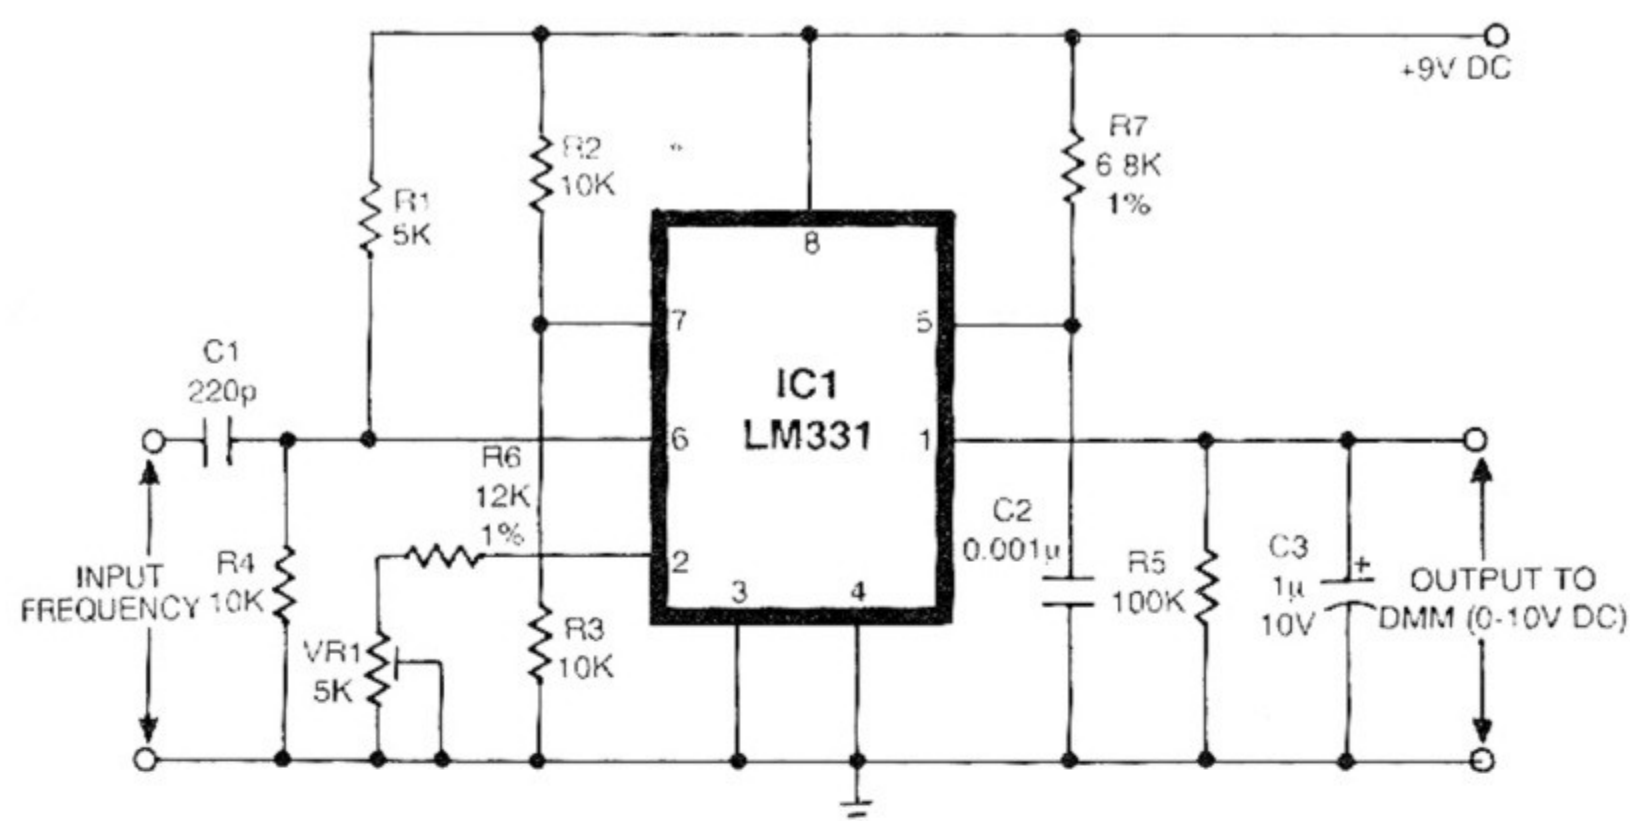 +9V DC
R7
6 8K
1%
R2
10K
R1
5K
8
7
5
C1
220p
IC1
LM331
6
1
R6
12K
1%
C2
0.001µ
2
R4
10K
INPUT
FREQUENCY
3
4
R5
100K
C3
1µ
10V
+
OUTPUT TO
DMM (0-10V DC)
VR1
5K
R3
10K